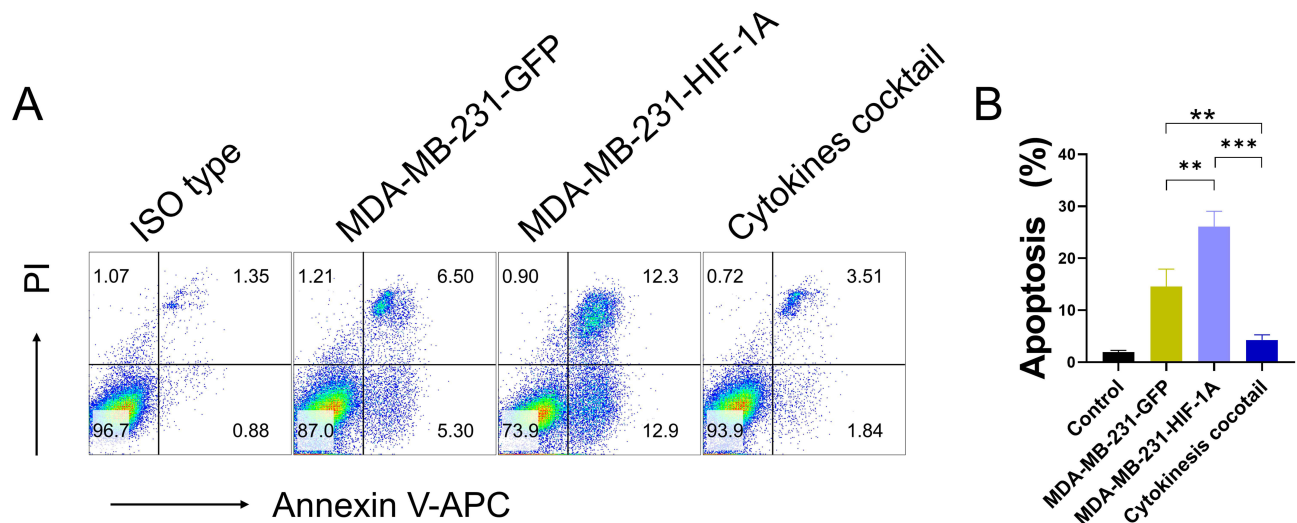 A
ISO type
MDA-MB-231-GFP
MDA-MB-231-HIF-1A
Cytokines cocktail
PI
1.07
1.35
96.7
0.88
1.21
6.50
87.0
5.30
0.90
12.3
73.9
12.9
0.72
3.51
93.9
1.84
Annexin V-APC
B
Apoptosis (%)
40
30
20
10
0
**
***
**
Control
MDA-MB-231-GFP
MDA-MB-231-HIF-1A
Cytokinesis cocotail